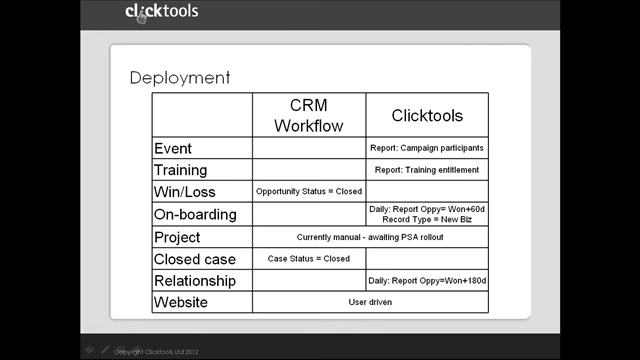 clicktools
Deployment
CRM
Workflow
Clicktools
Event
Report: Campaign participants
Training
Report: Training entitlement
Win/Loss
Opportunity Status = Closed
On-boarding
Daily: Report Oppy= Won+60d
Record Type = New Biz
Project
Currently manual - awaiting PSA rollout
Closed case
Case Status = Closed
Relationship
Daily: Report Oppy=Won+180d
Website
User driven
Copyright Clicktools Ltd 2012